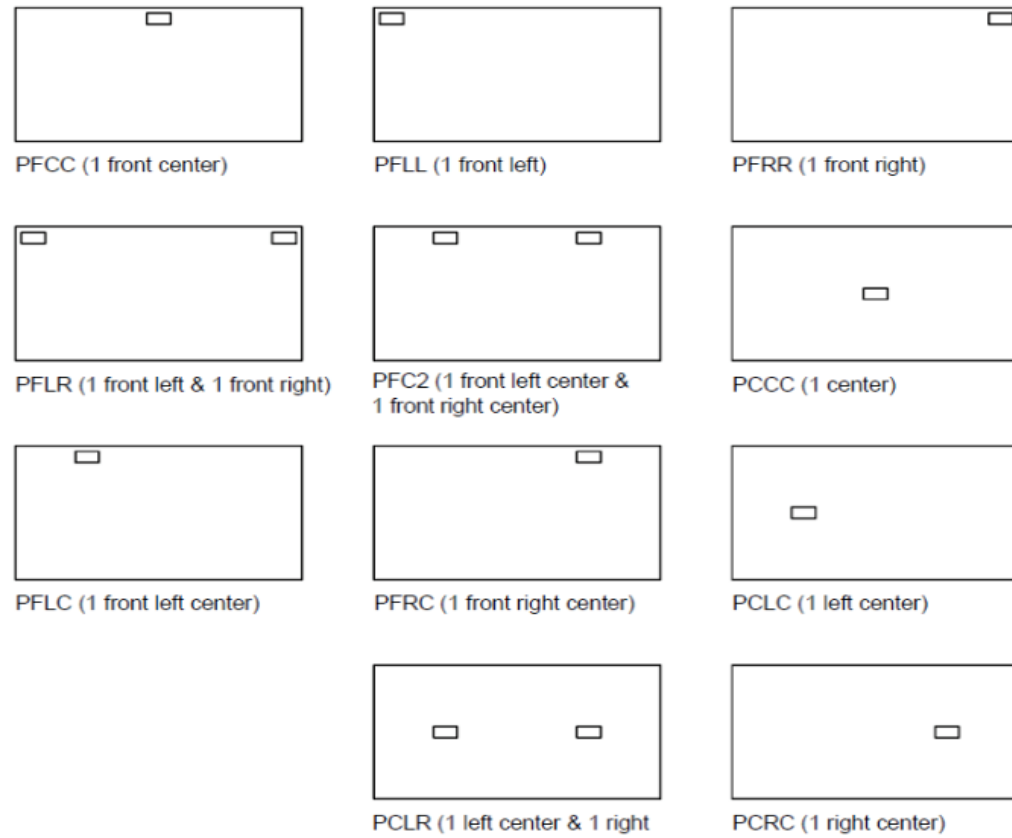 PFCC (1 front center)
PFLL (1 front left)
PFRR (1 front right)
PFLR (1 front left & 1 front right)
PFC2 (1 front left center &
1 front right center)
PCCC (1 center)
PFLC (1 front left center)
PFRC (1 front right center)
PCLC (1 left center)
PCLR (1 left center & 1 right
PCRC (1 right center)